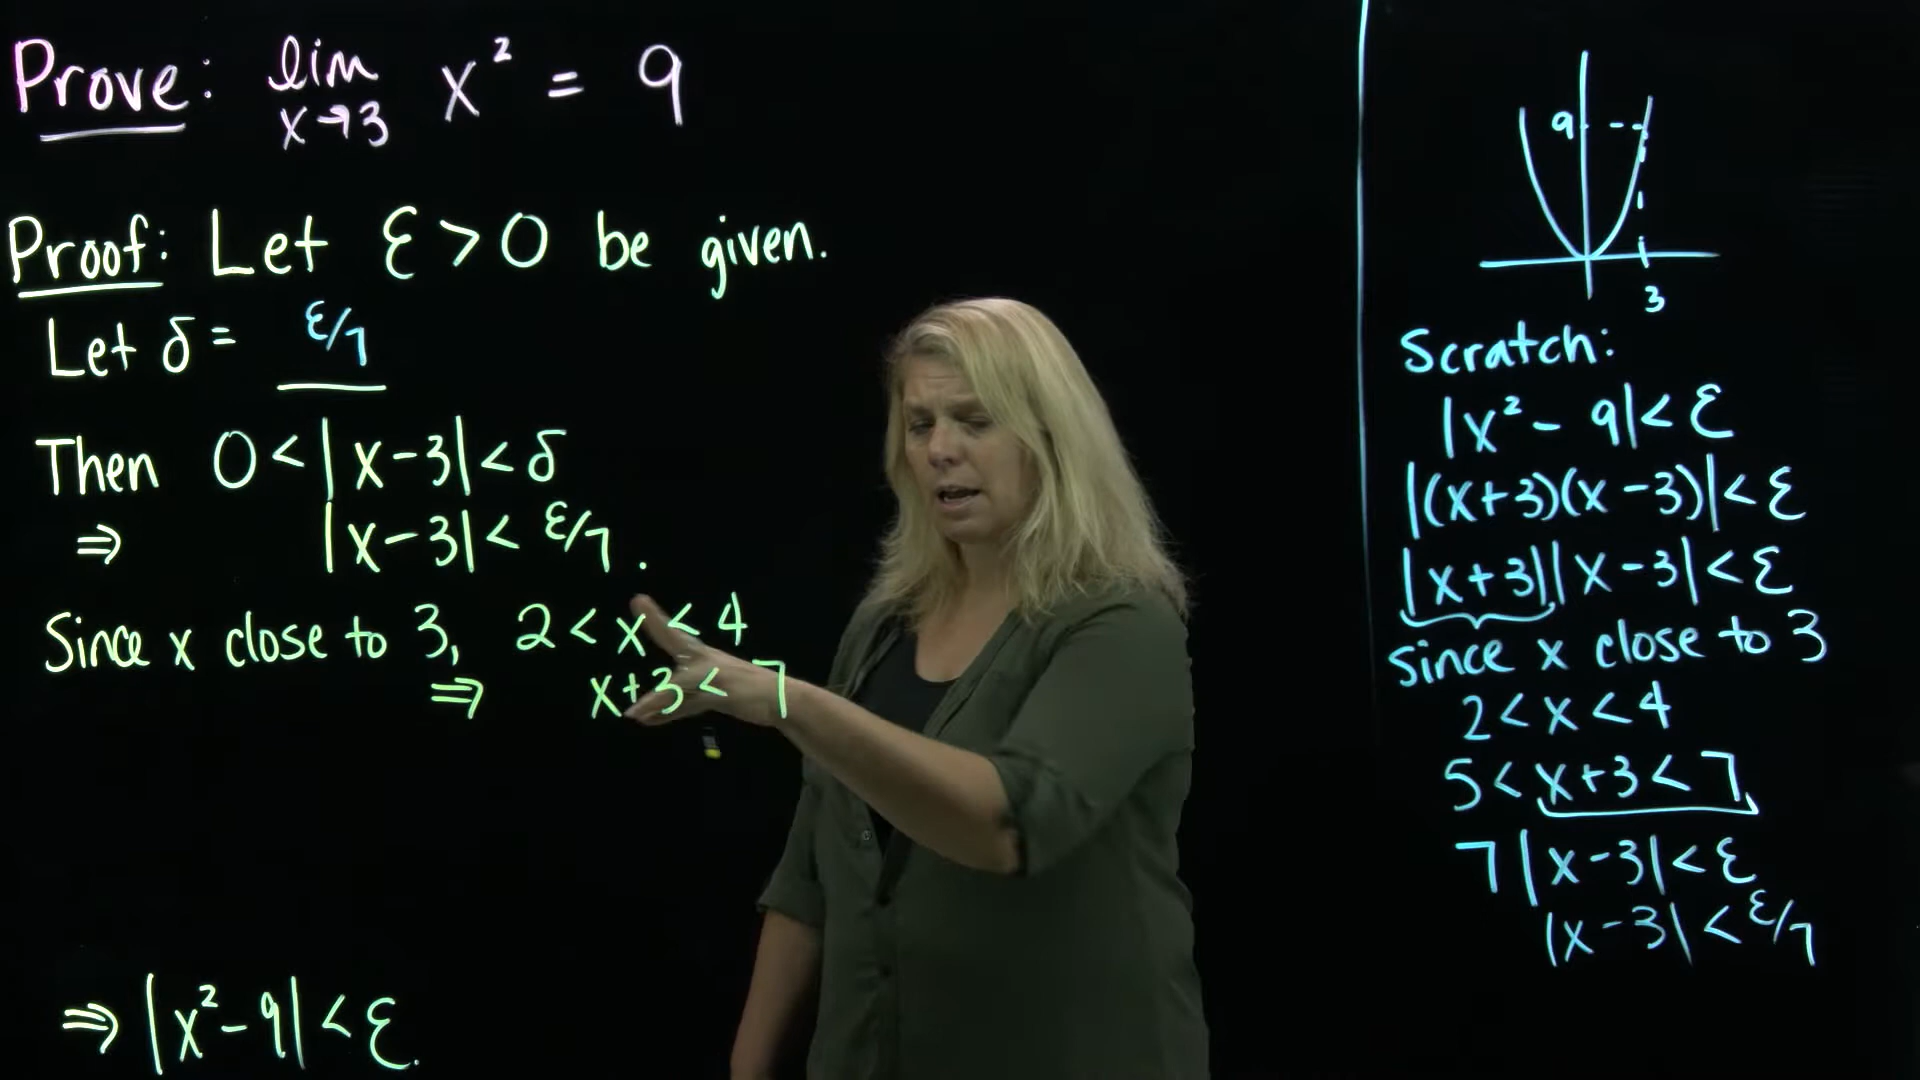 Prove: lim x→3 x² = 9
Proof: Let ε > 0 be given.
Let δ = ε/7
Then 0 < |x-3| < δ
⇒ |x-3| < ε/7.
Since x close to 3, 2 < x < 4
⇒ x+3 < 7
⇒ |x²-9| < ε.
9
3
Scratch:
|x² - 9| < ε
|(x+3)(x-3)| < ε
|x+3||x-3| < ε
since x close to 3
2 < x < 4
5 < x+3 < 7
7|x-3| < ε
|x-3| < ε/7